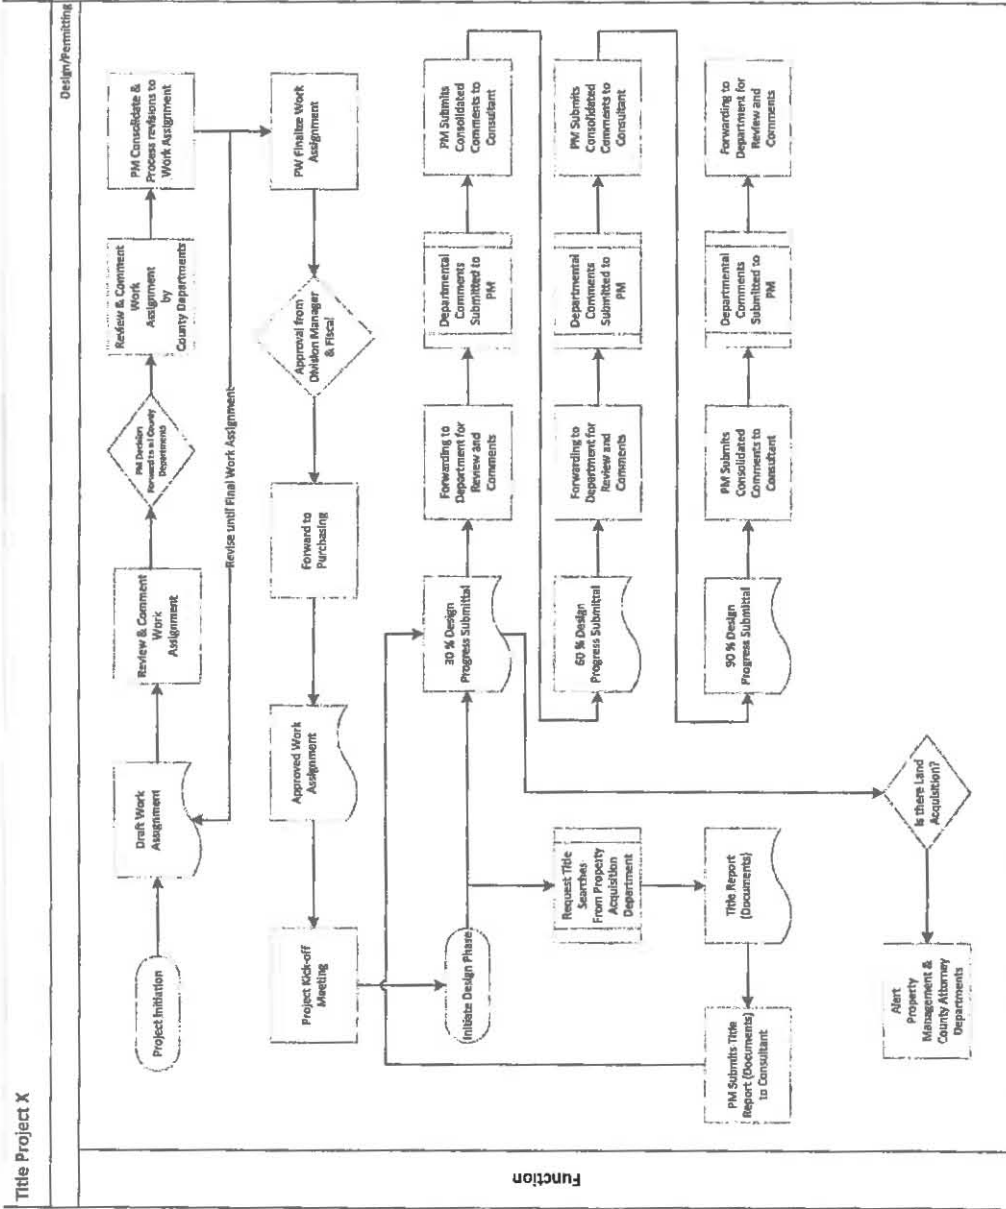 Title Project X
Design/Permitting
Function
Project Initiation
Draft Work
Assignment
Review & Comment
Work
Assignment
PM Decision
Forward to all County
Departments
Review & Comment
Work
Assignment
by
County Departments
PM Consolidate &
Process revisions to
Work Assignment
Revise until Final Work Assignment
PW Finalize Work
Assignment
Approval from
Division Manager
& Fiscal
Forward to
Purchasing
Approved Work
Assignment
Project Kick-off
Meeting
Initiate Design Phase
30 % Design
Progress Submittal
Forwarding to
Department for
Review and
Comments
Departmental
Comments
Submitted to
PM
PM Submits
Consolidated
Comments to
Consultant
Request Title
Searches
From Property
Acquisition
Department
60 % Design
Progress Submittal
Forwarding to
Department for
Review and
Comments
Departmental
Comments
Submitted to
PM
PM Submits
Consolidated
Comments to
Consultant
PM Submits Title
Report (Documents)
to Consultant
Title Report
(Documents)
90 % Design
Progress Submittal
PM Submits
Consolidated
Comments to
Consultant
Departmental
Comments
Submitted to
PM
Forwarding to
Department for
Review and
Comments
Alert
Property
Management &
County Attorney
Departments
Is there Land
Acquisition?